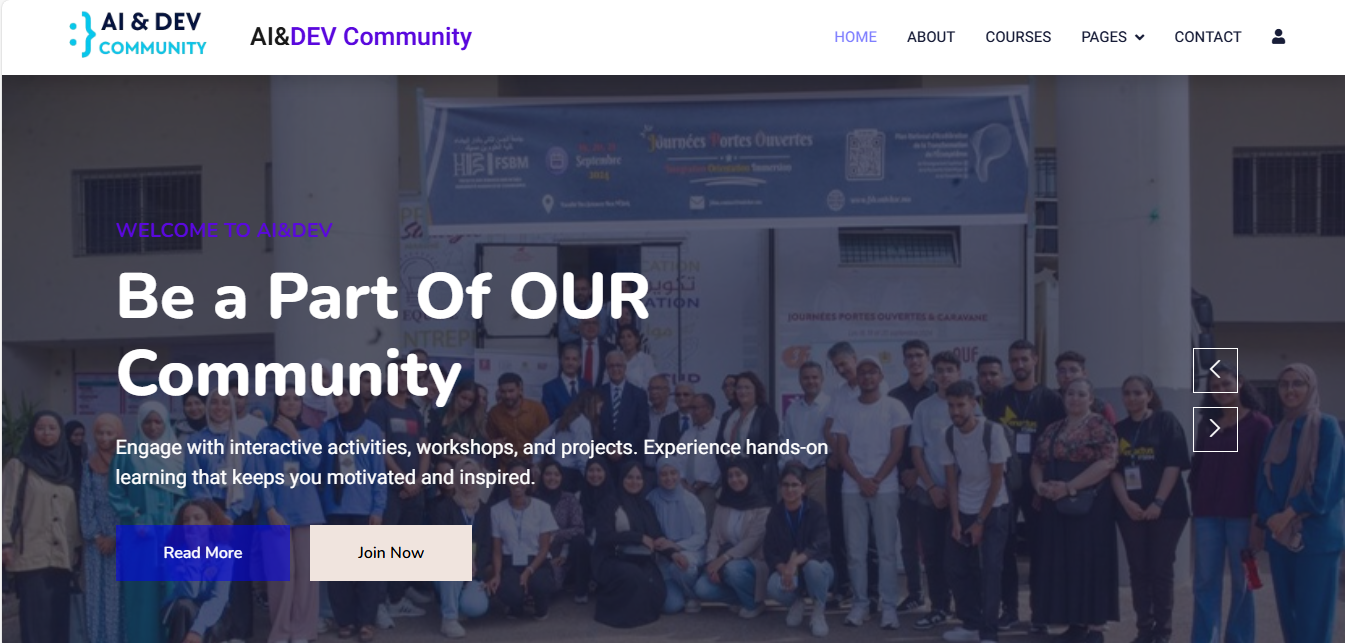 AI & DEV
COMMUNITY
AI&DEV Community
HOME
ABOUT
COURSES
PAGES
CONTACT
FSBM
Journées Portes Ouvertes
Septembre
2024
WELCOME TO AI&DEV
Be a Part Of OUR
Community
JOURNÉES PORTES OUVERTES & CARAVANE
Engage with interactive activities, workshops, and projects. Experience hands-on
learning that keeps you motivated and inspired.
Read More
Join Now